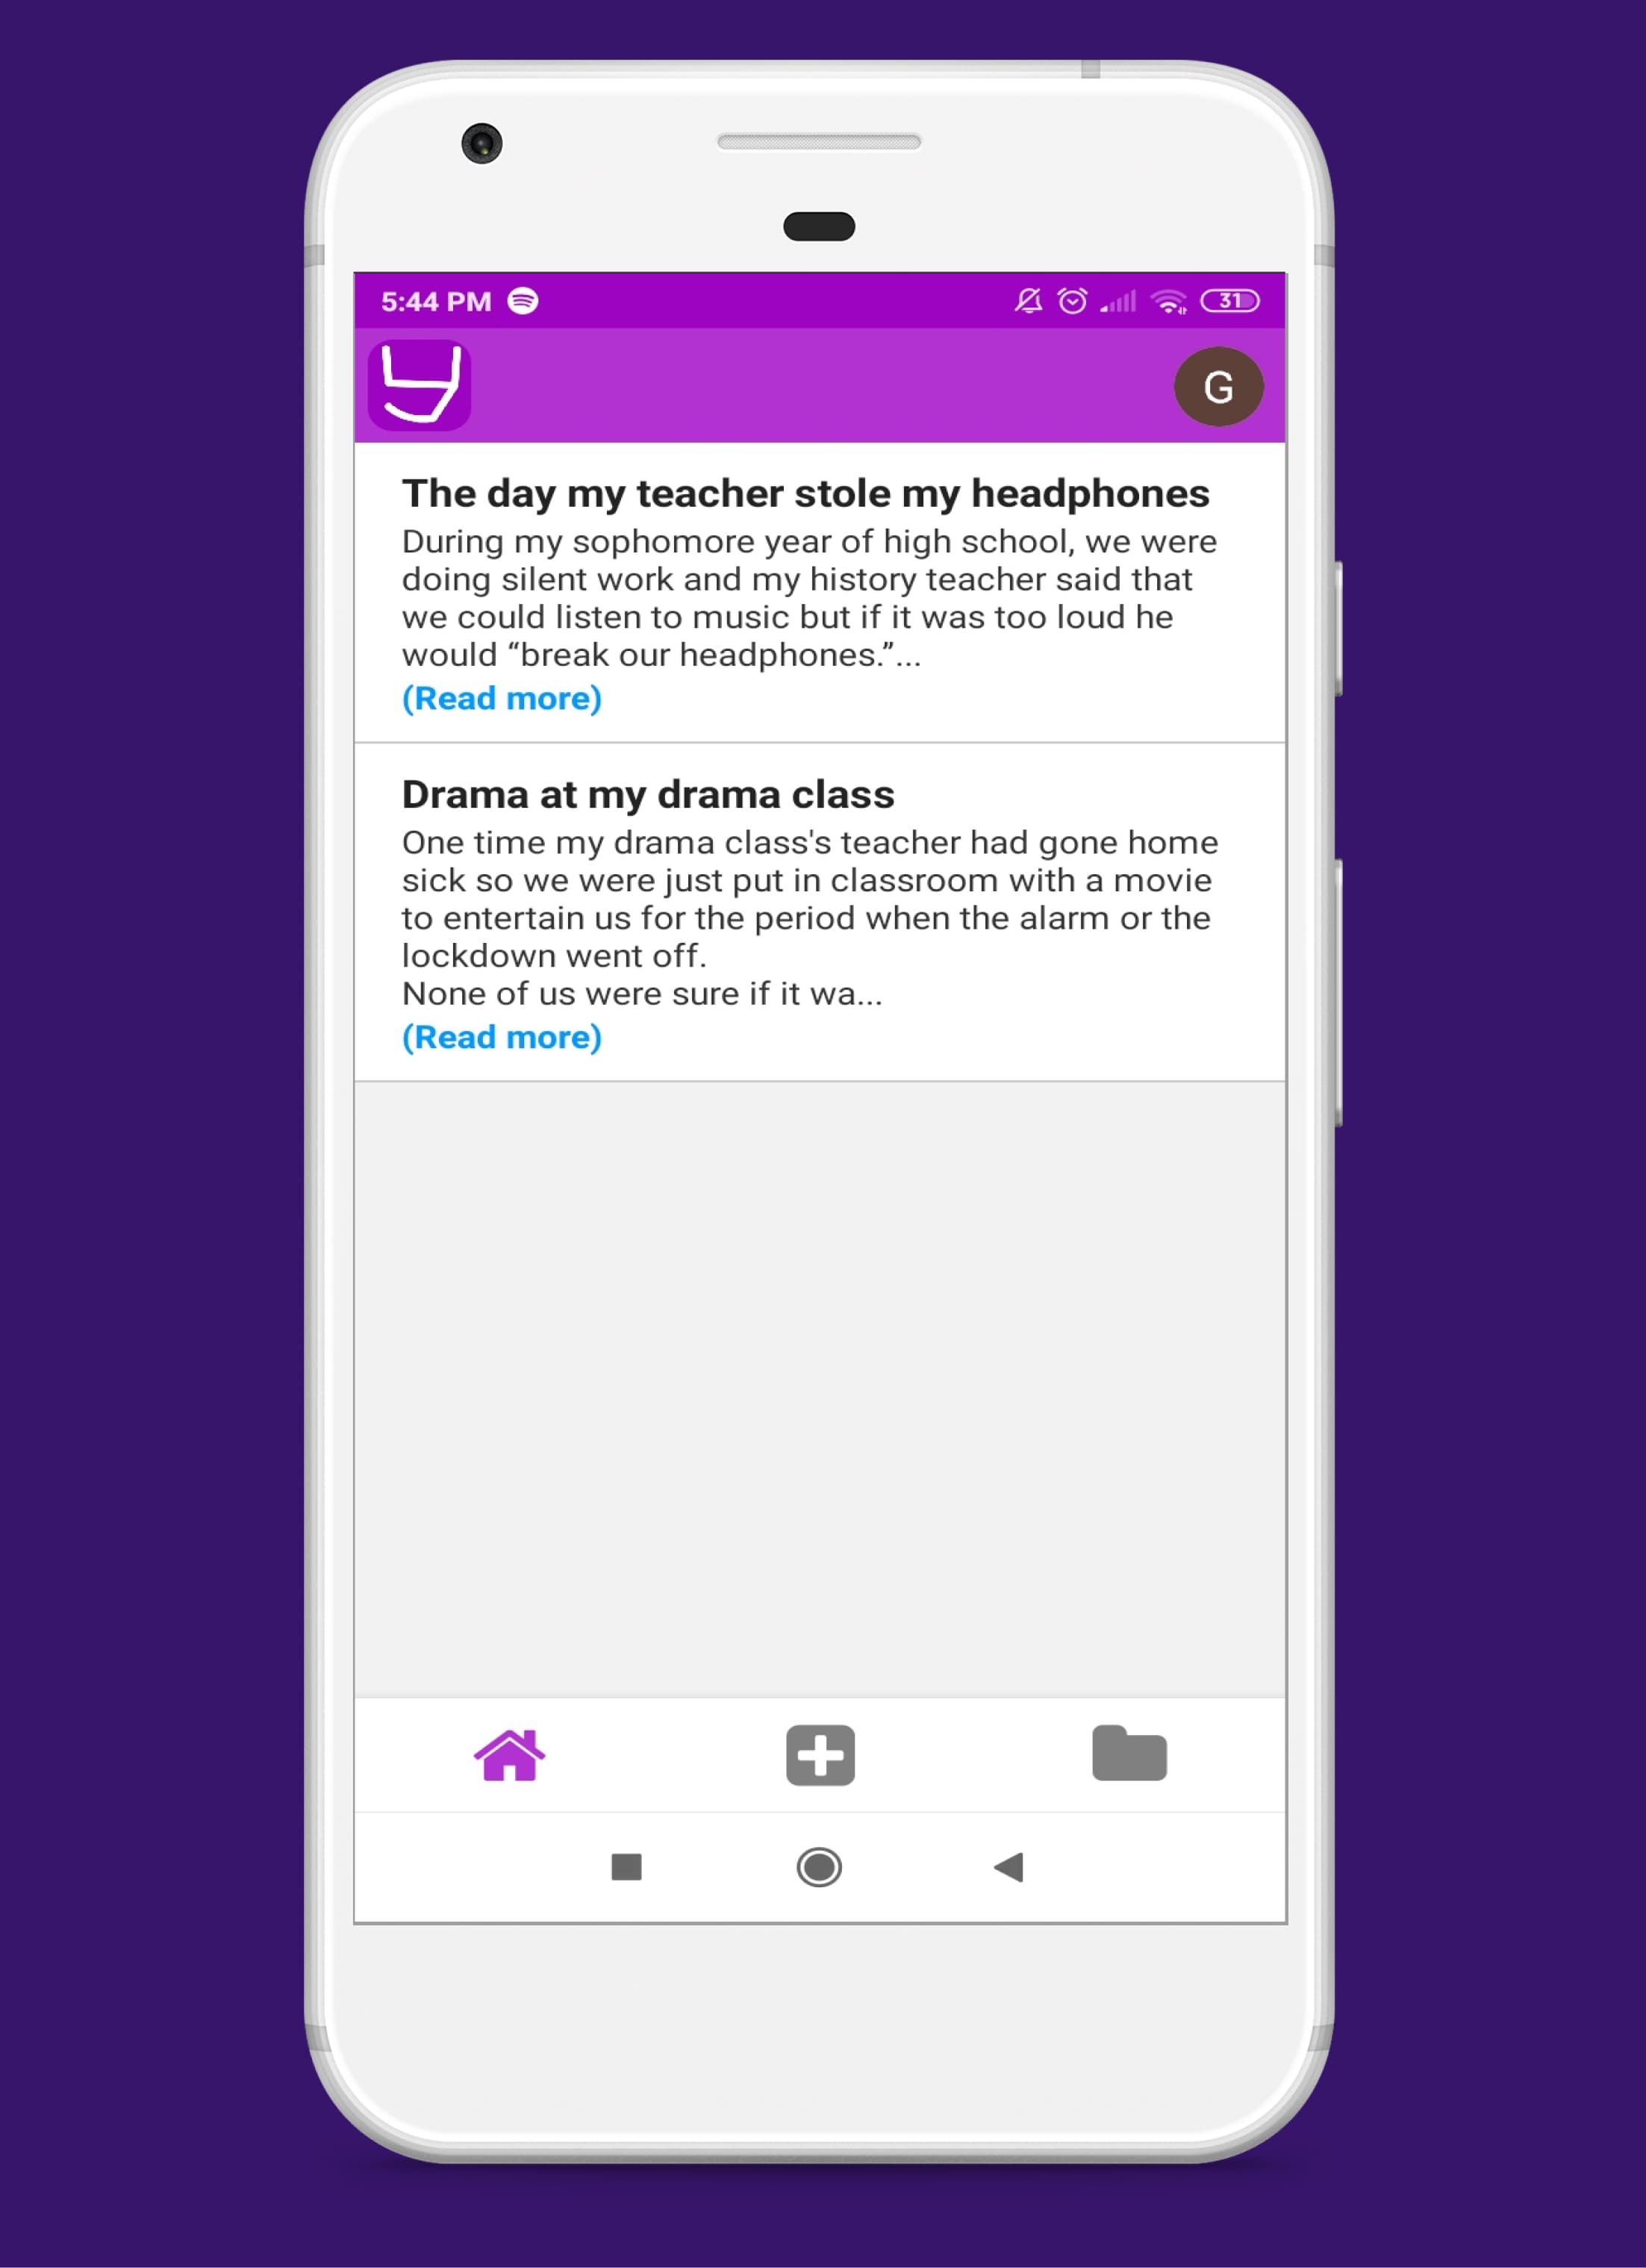 5:44 PM
31
G
The day my teacher stole my headphones
During my sophomore year of high school, we were
doing silent work and my history teacher said that
we could listen to music but if it was too loud he
would “break our headphones.”...
(Read more)
Drama at my drama class
One time my drama class's teacher had gone home
sick so we were just put in classroom with a movie
to entertain us for the period when the alarm or the
lockdown went off.
None of us were sure if it wa...
(Read more)